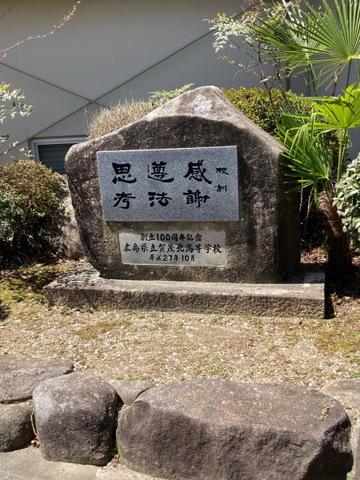 校訓
感謝
遵法
思考
創立100周年記念
広島県立賀茂北高等学校
平成27年10月